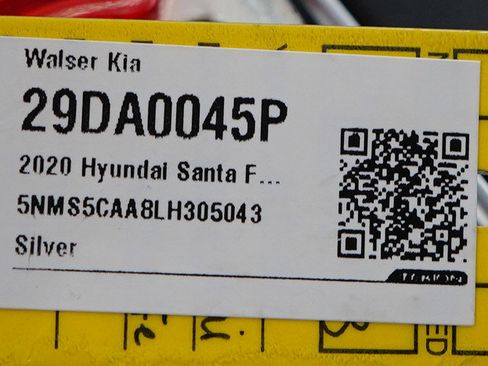 Walser Kia
29DA0045P
2020 Hyundai Santa F...
5NMS5CAA8LH305043
Silver